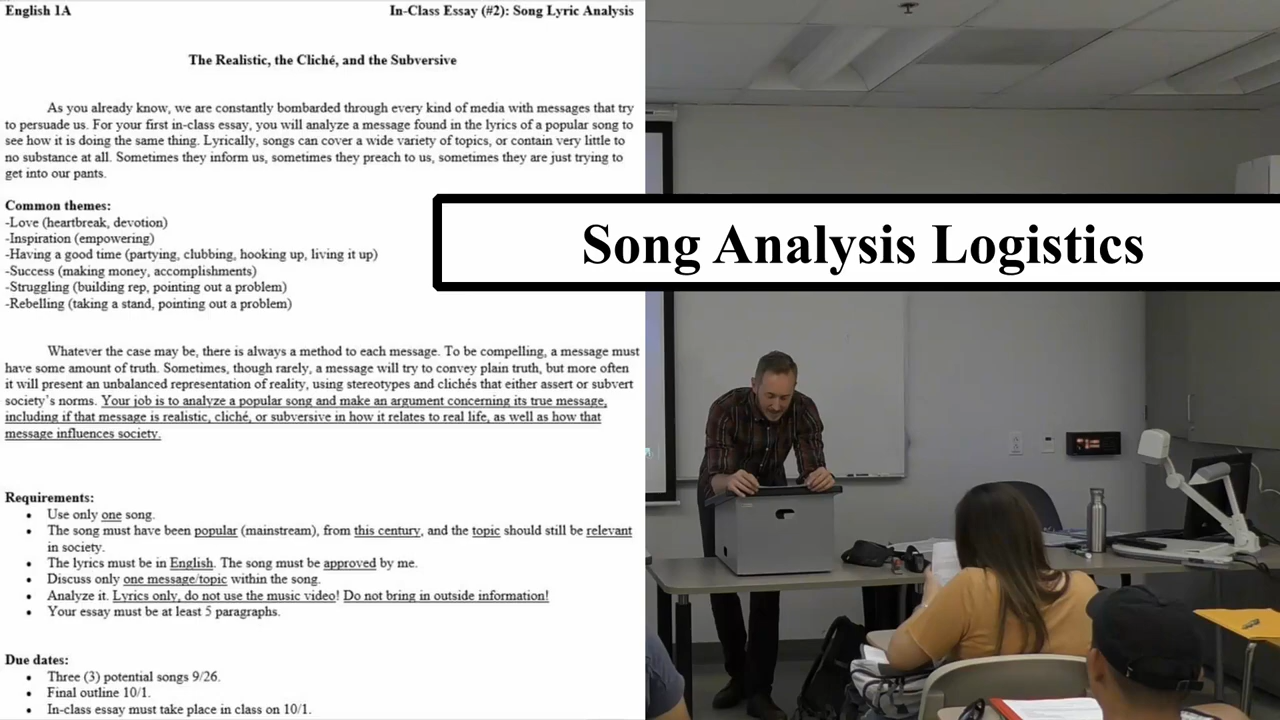 English 1A
In-Class Essay (#2): Song Lyric Analysis
The Realistic, the Cliché, and the Subversive
As you already know, we are constantly bombarded through every kind of media with messages that try
to persuade us. For your first in-class essay, you will analyze a message found in the lyrics of a popular song to
see how it is doing the same thing. Lyrically, songs can cover a wide variety of topics, or contain very little to
no substance at all. Sometimes they inform us, sometimes they preach to us, sometimes they are just trying to
get into our pants.
Common themes:
-Love (heartbreak, devotion)
-Inspiration (empowering)
-Having a good time (partying, clubbing, hooking up, living it up)
-Success (making money, accomplishments)
-Struggling (building rep, pointing out a problem)
-Rebelling (taking a stand, pointing out a problem)
Song Analysis Logistics
Whatever the case may be, there is always a method to each message. To be compelling, a message must
have some amount of truth. Sometimes, though rarely, a message will try to convey plain truth, but more often
it will present an unbalanced representation of reality, using stereotypes and clichés that either assert or subvert
society's norms. Your job is to analyze a popular song and make an argument concerning its true message,
including if that message is realistic, cliché, or subversive in how it relates to real life, as well as how that
message influences society.
Requirements:
• Use only one song.
• The song must have been popular (mainstream), from this century, and the topic should still be relevant
in society.
• The lyrics must be in English. The song must be approved by me.
• Discuss only one message/topic within the song.
• Analyze it. Lyrics only, do not use the music video! Do not bring in outside information!
• Your essay must be at least 5 paragraphs.
Due dates:
• Three (3) potential songs 9/26.
• Final outline 10/1.
• In-class essay must take place in class on 10/1.